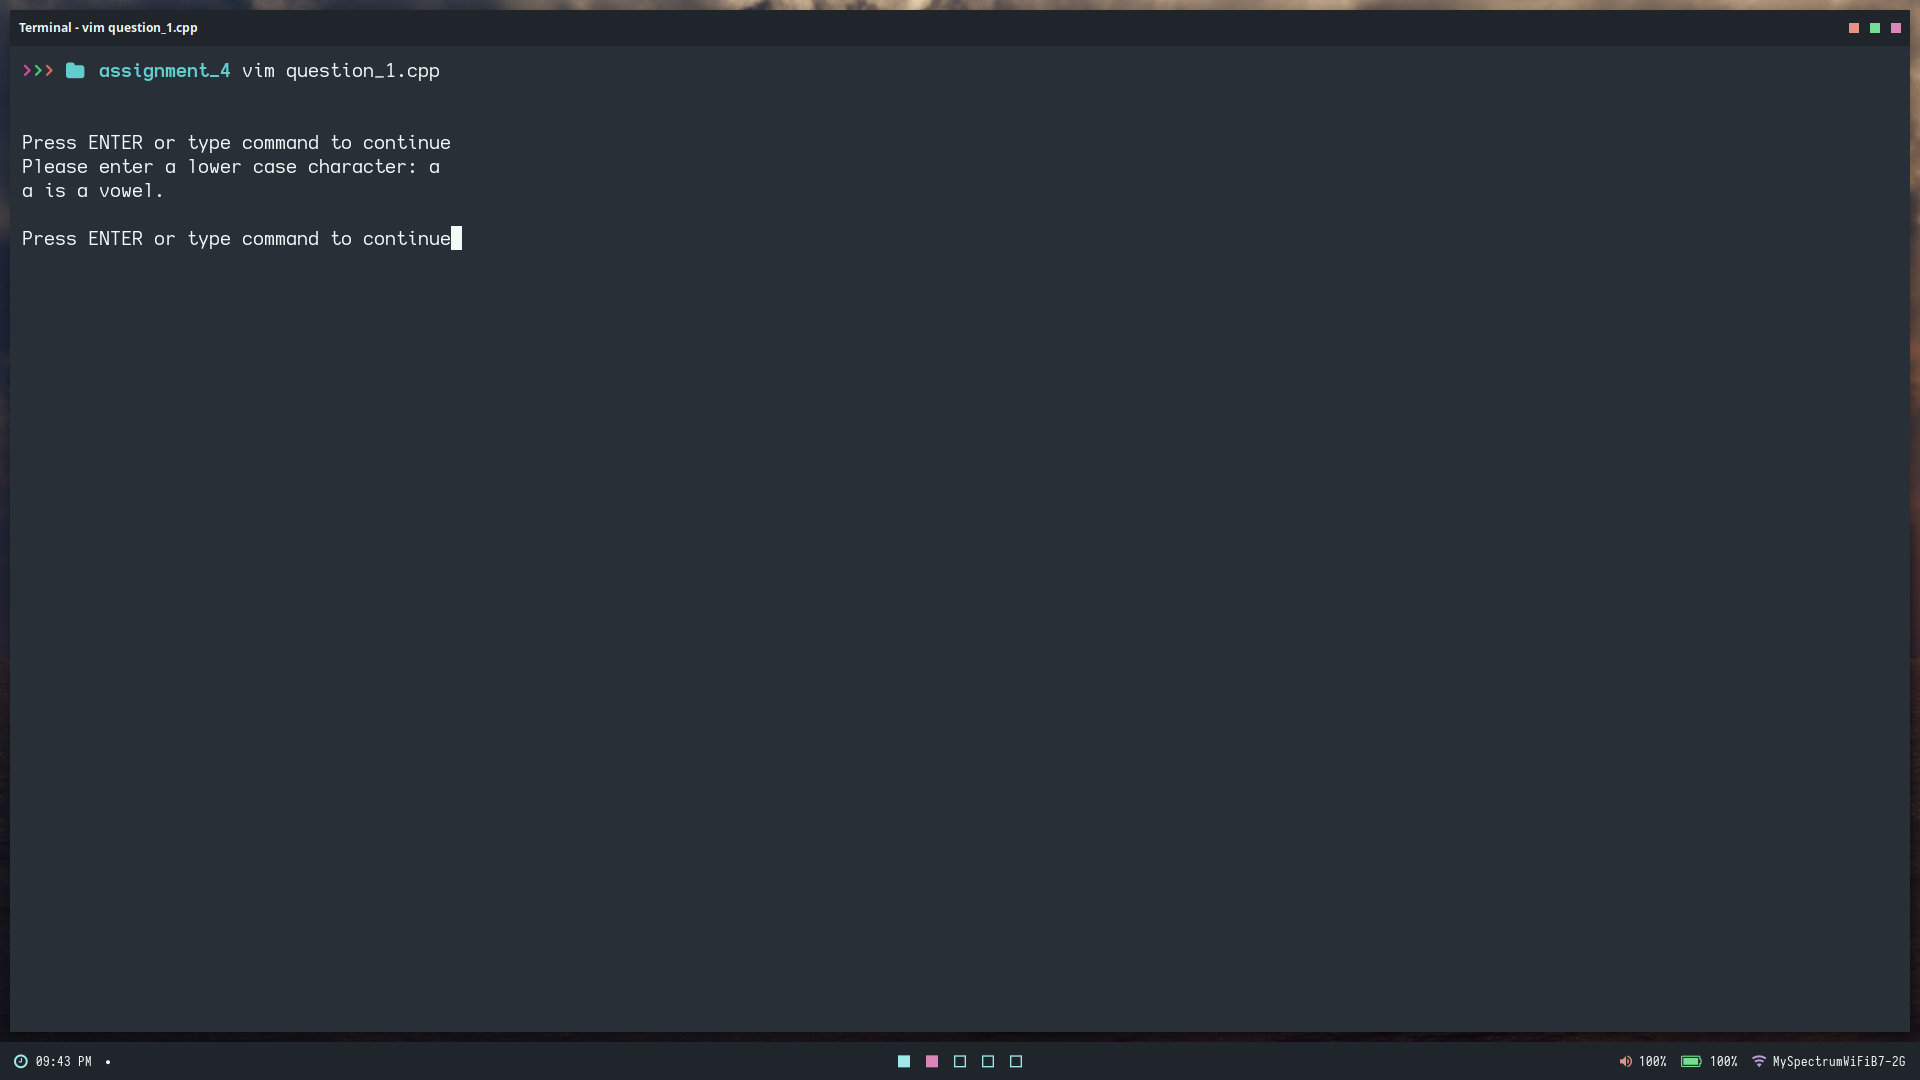 Terminal - vim question_1.cpp
>>> assignment_4 vim question_1.cpp
Press ENTER or type command to continue
Please enter a lower case character: a
a is a vowel.
Press ENTER or type command to continue
09:43 PM •
100% 100% MySpectrumWiFiB7-2G